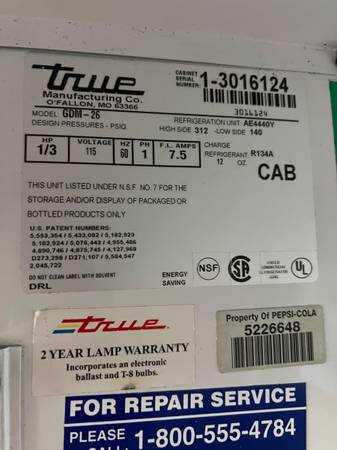 true
Manufacturing Co.
O'FALLON, MO 63366
CABINET
SERIAL
NUMBER:
1-3016124
3016124
MODEL GDM-26
REFRIGERATION UNIT AE4440Y
DESIGN PRESSURES - PSIG
HIGH SIDE 312 -LOW SIDE 140
HP VOLTAGE HZ PH F.L. AMPS
1/3 115 60 1 7.5
CHARGE
REFRIGERANT: R134A
12 OZ.
CAB
THIS UNIT LISTED UNDER N.S.F. NO. 7 FOR THE
STORAGE AND/OR DISPLAY OF PACKAGED OR
BOTTLED PRODUCTS ONLY
U.S. PATENT NUMBERS:
5,553,354 / 5,433,082 / 5,182,923
5,182,924 / 5,076,443 / 4,955,486
4,890,746 / 4,875,745 / 4,127,968
D273,298 / D271,107 / 5,584,547
2,045,722
DO NOT CLEAN LABEL WITH SOLVENT
DRL
ENERGY
SAVING
NSF
UL
true
2 YEAR LAMP WARRANTY
Incorporates an electronic
ballast and T-8 bulbs.
Property Of PEPSI-COLA
5226648
FOR REPAIR SERVICE
PLEASE
CALL:
1-800-555-4784